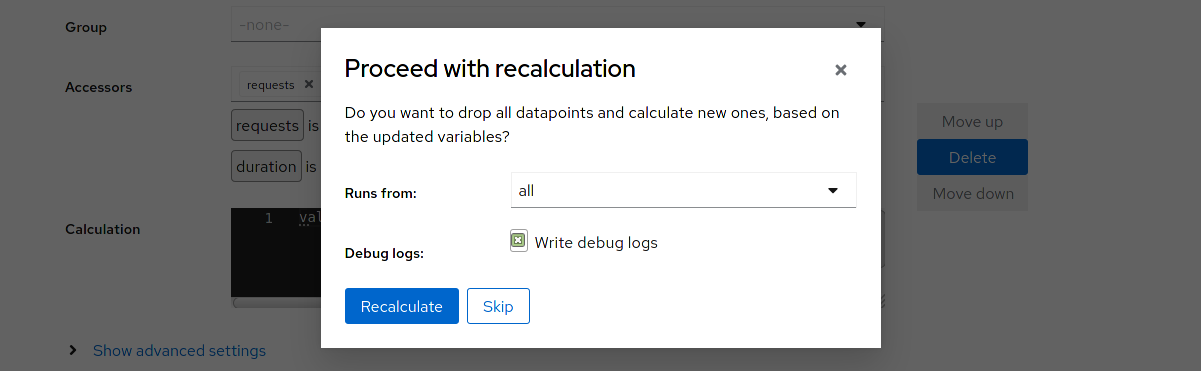 Group
-none-
Proceed with recalculation
Accessors
requests
Do you want to drop all datapoints and calculate new ones, based on
the updated variables?
requests is
Move up
duration is
Delete
Runs from:
all
Move down
Calculation
1 val
Debug logs:
Write debug logs
Recalculate
Skip
Show advanced settings